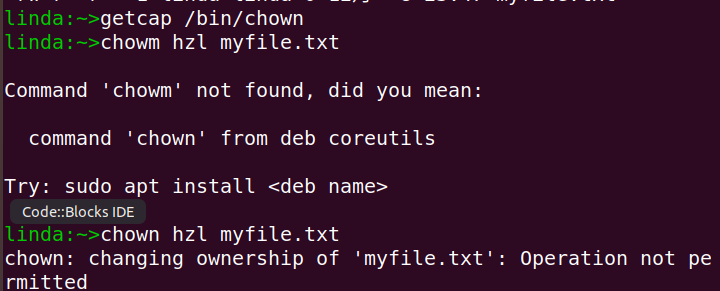 linda:~>getcap /bin/chown
linda:~>chowm hzl myfile.txt
Command 'chowm' not found, did you mean:
command 'chown' from deb coreutils
Try: sudo apt install <deb name>
Code::Blocks IDE
linda:~>chown hzl myfile.txt
chown: changing ownership of 'myfile.txt': Operation not pe
rmitted